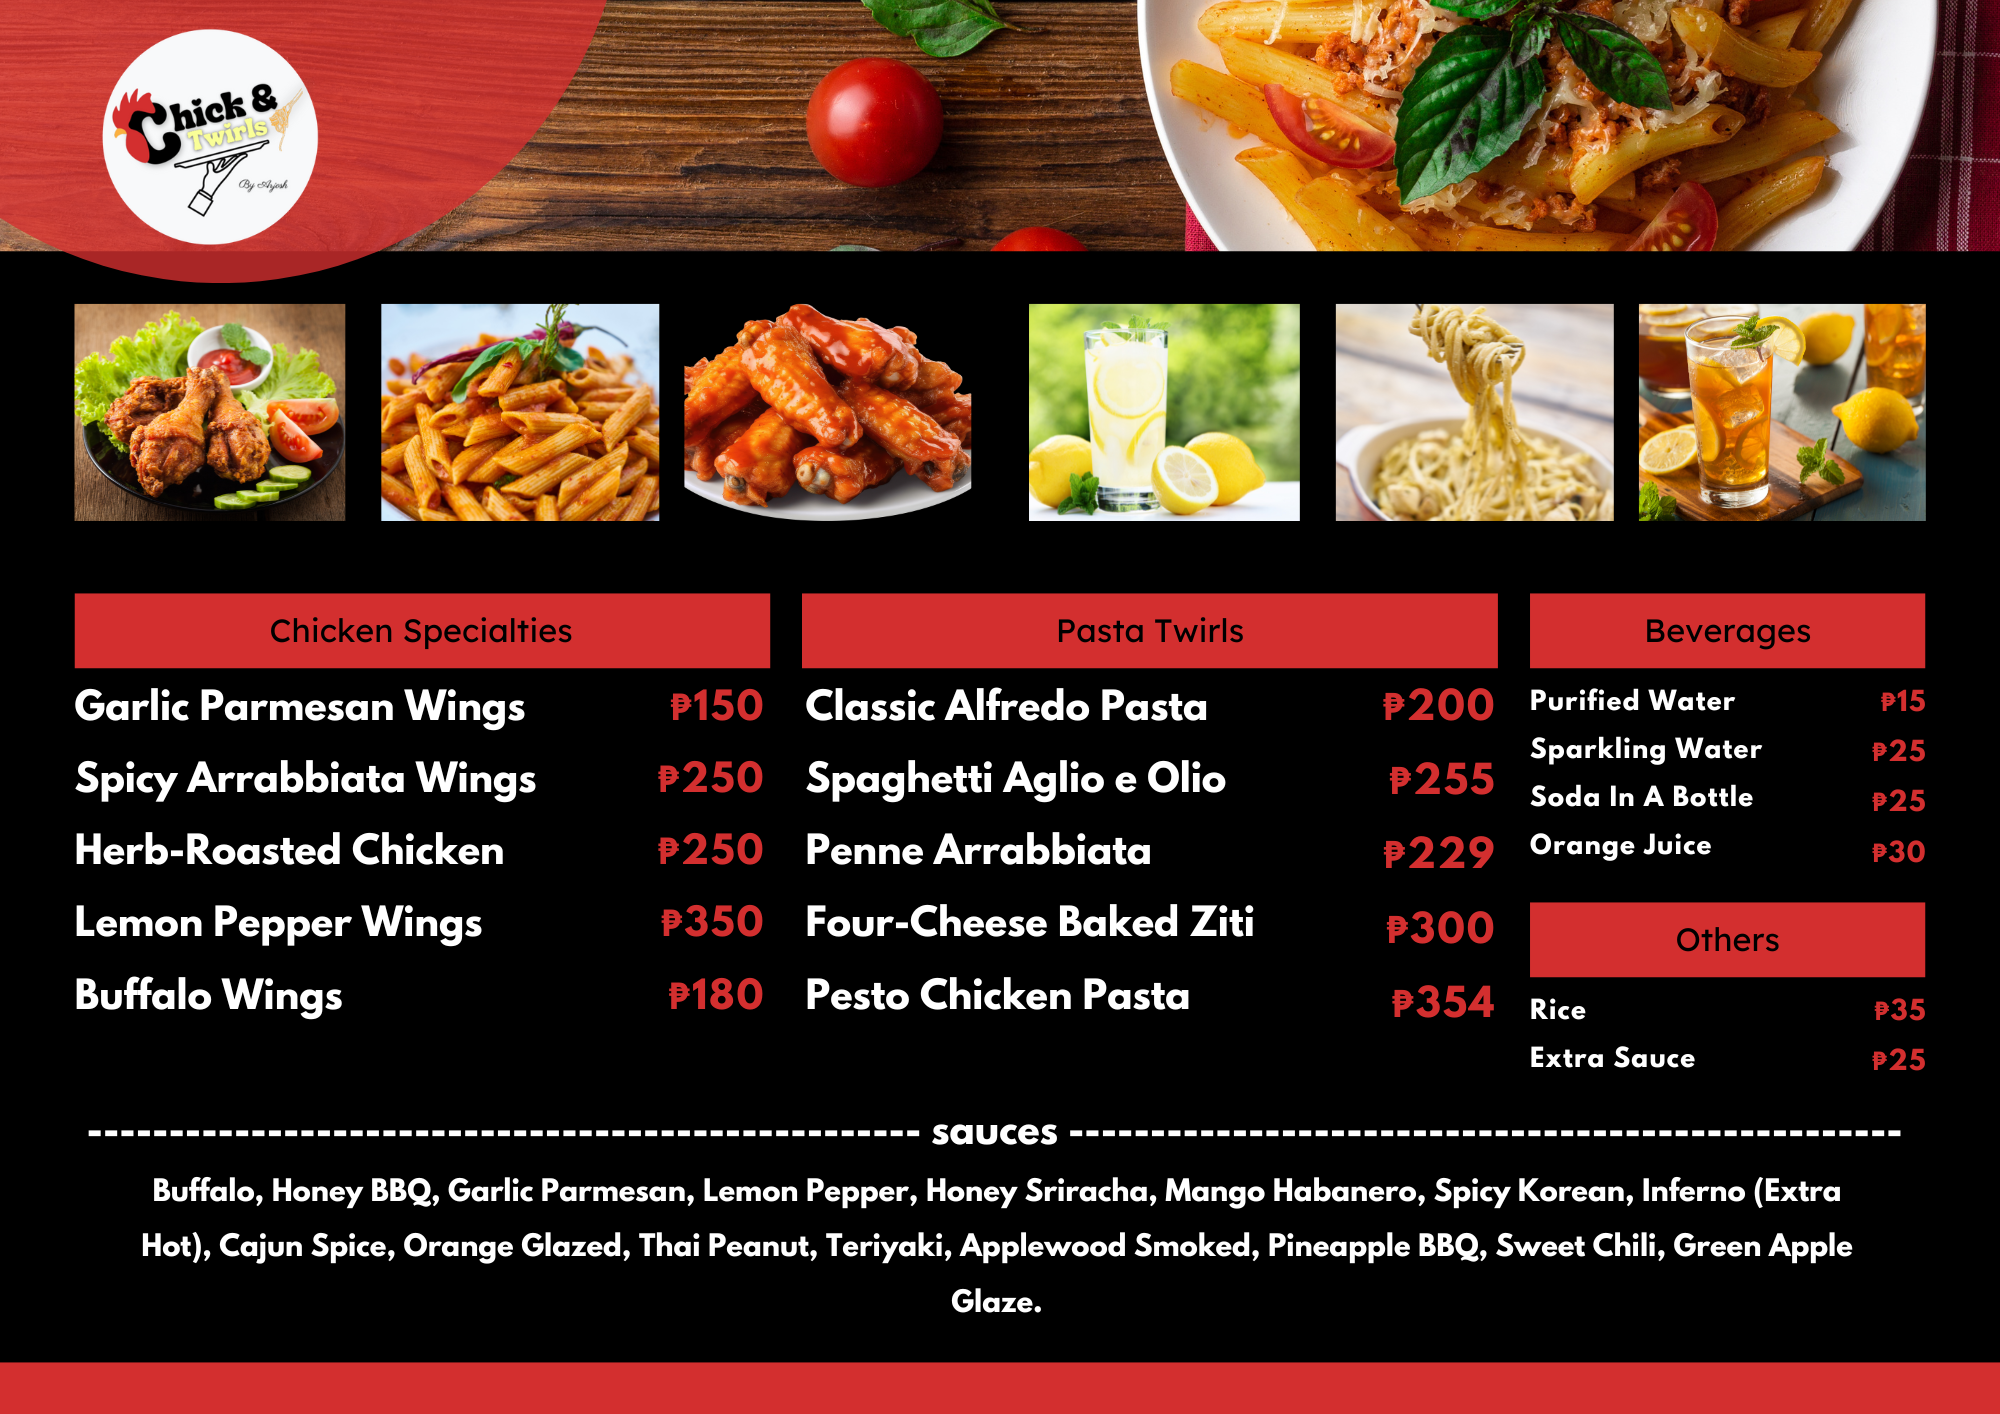 Chick &
Twirls
By Arjesh
Chicken Specialties
Garlic Parmesan Wings ₱150
Spicy Arrabbiata Wings ₱250
Herb-Roasted Chicken ₱250
Lemon Pepper Wings ₱350
Buffalo Wings ₱180
Pasta Twirls
Classic Alfredo Pasta ₱200
Spaghetti Aglio e Olio ₱255
Penne Arrabbiata ₱229
Four-Cheese Baked Ziti ₱300
Pesto Chicken Pasta ₱354
Beverages
Purified Water ₱15
Sparkling Water ₱25
Soda In A Bottle ₱25
Orange Juice ₱30
Others
Rice ₱35
Extra Sauce ₱25
--------------------------------------------------- sauces ---------------------------------------------------
Buffalo, Honey BBQ, Garlic Parmesan, Lemon Pepper, Honey Sriracha, Mango Habanero, Spicy Korean, Inferno (Extra
Hot), Cajun Spice, Orange Glazed, Thai Peanut, Teriyaki, Applewood Smoked, Pineapple BBQ, Sweet Chili, Green Apple
Glaze.